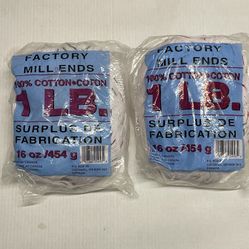 FACTORY
MILL ENDS
100% COTTON • COTON
1 LB.
SURPLUS DE
FABRICATION
16 oz/454 g
FACTORY
MILL ENDS
100% COTTON • COTON
1 LB.
SURPLUS DE
FABRICATION
16 oz/454 g